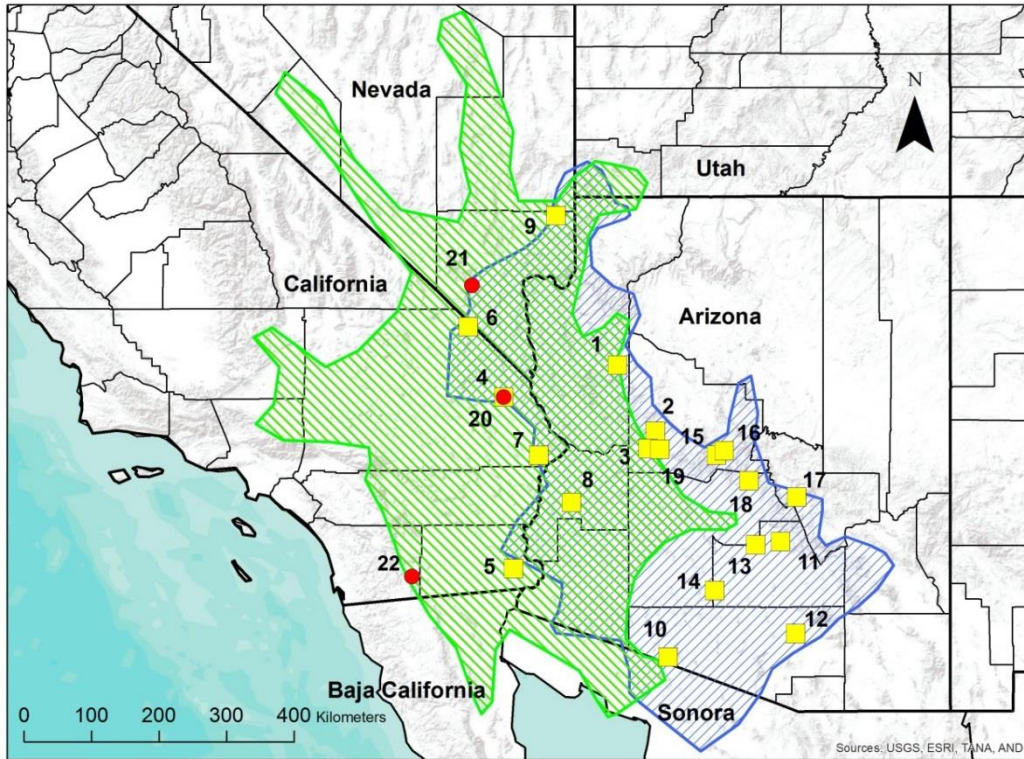 N
Nevada
Utah
9
21
California
6
Arizona
1
4
2
20
15
16
7
3
19
17
8
18
22
5
13
11
14
12
10
Baja California
Sonora
0 100 200 300 400 Kilometers
Sources: USGS, ESRI, TANA, AND